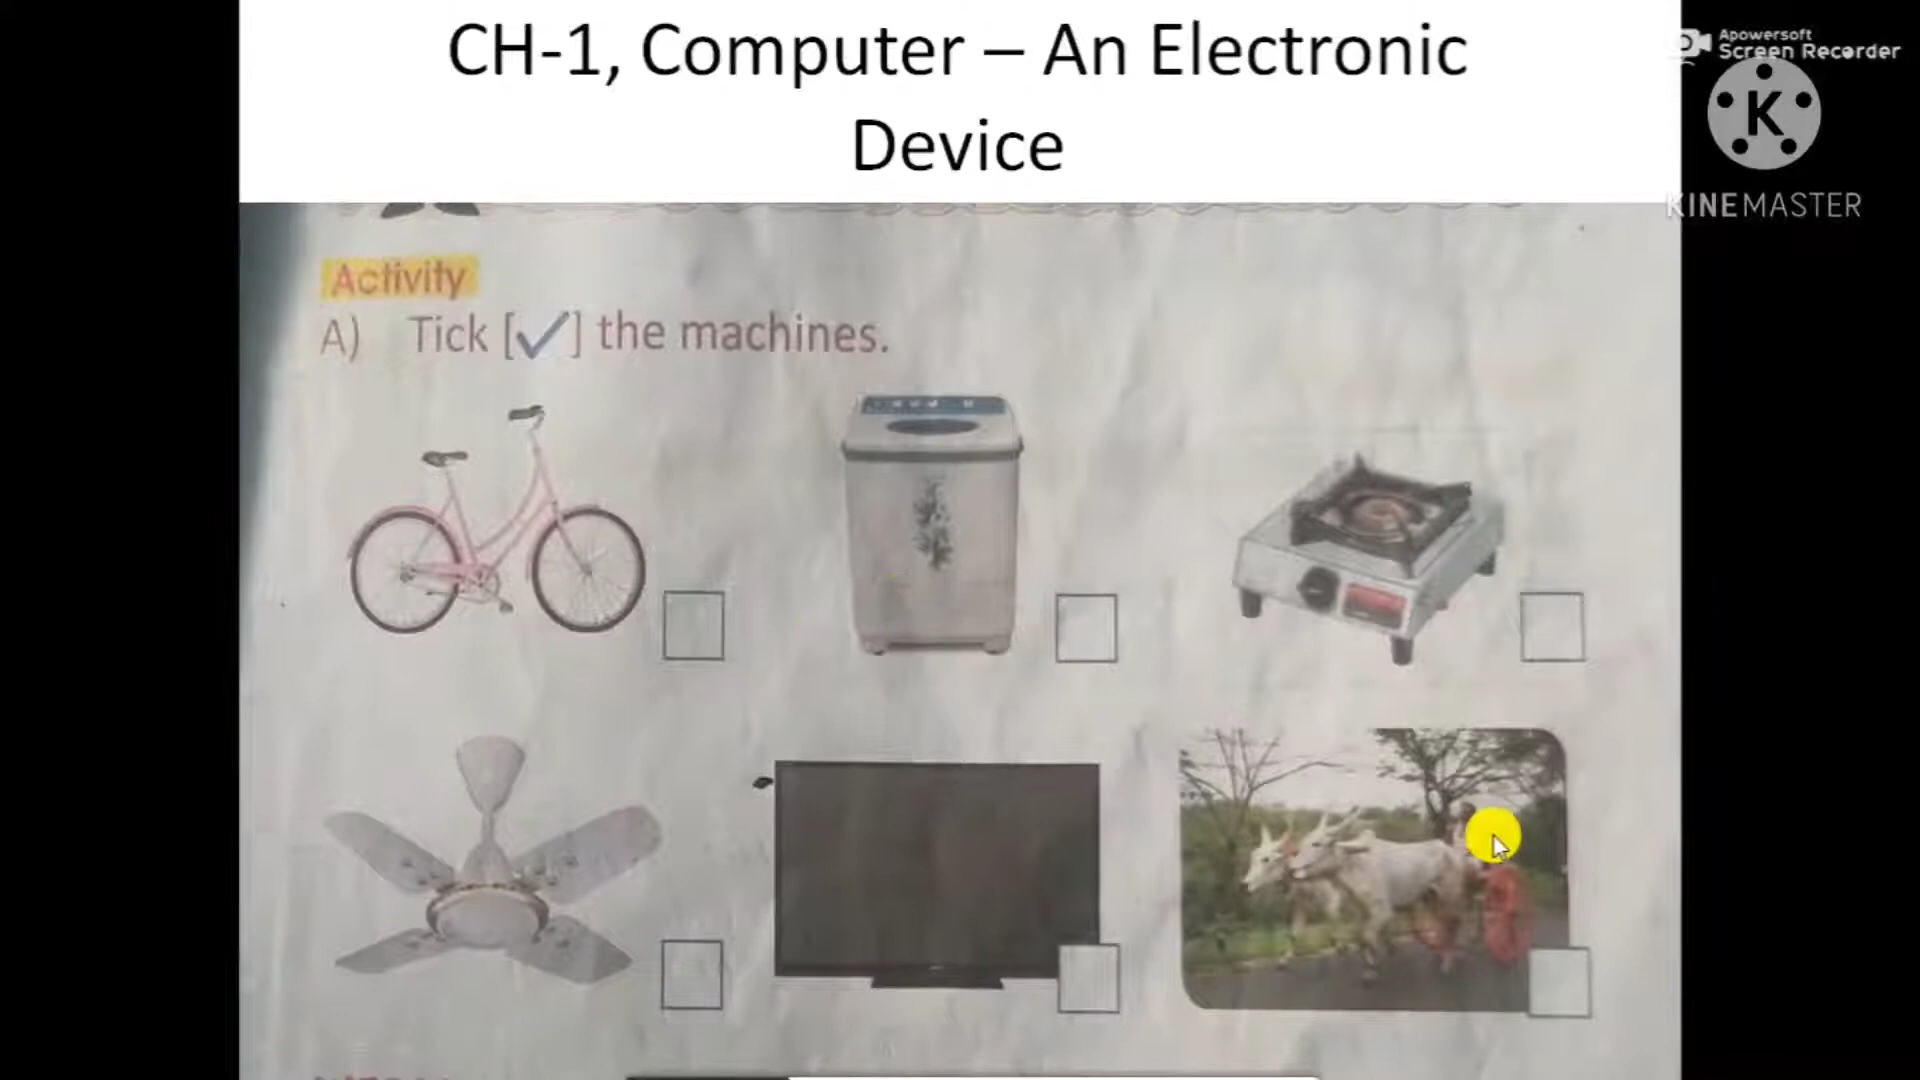 CH-1, Computer – An Electronic
Device
Apowersoft
Screen Recorder
K
KINEMASTER
Activity
A) Tick [✓] the machines.